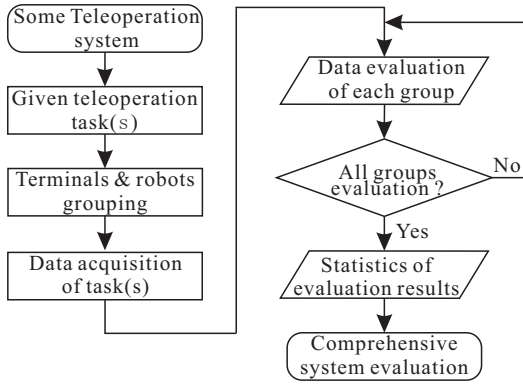 Some Teleoperation
system
Given teleoperation
task(s)
Terminals & robots
grouping
Data acquisition
of task(s)
Data evaluation
of each group
All groups
evaluation ?
No
Yes
Statistics of
evaluation results
Comprehensive
system evaluation